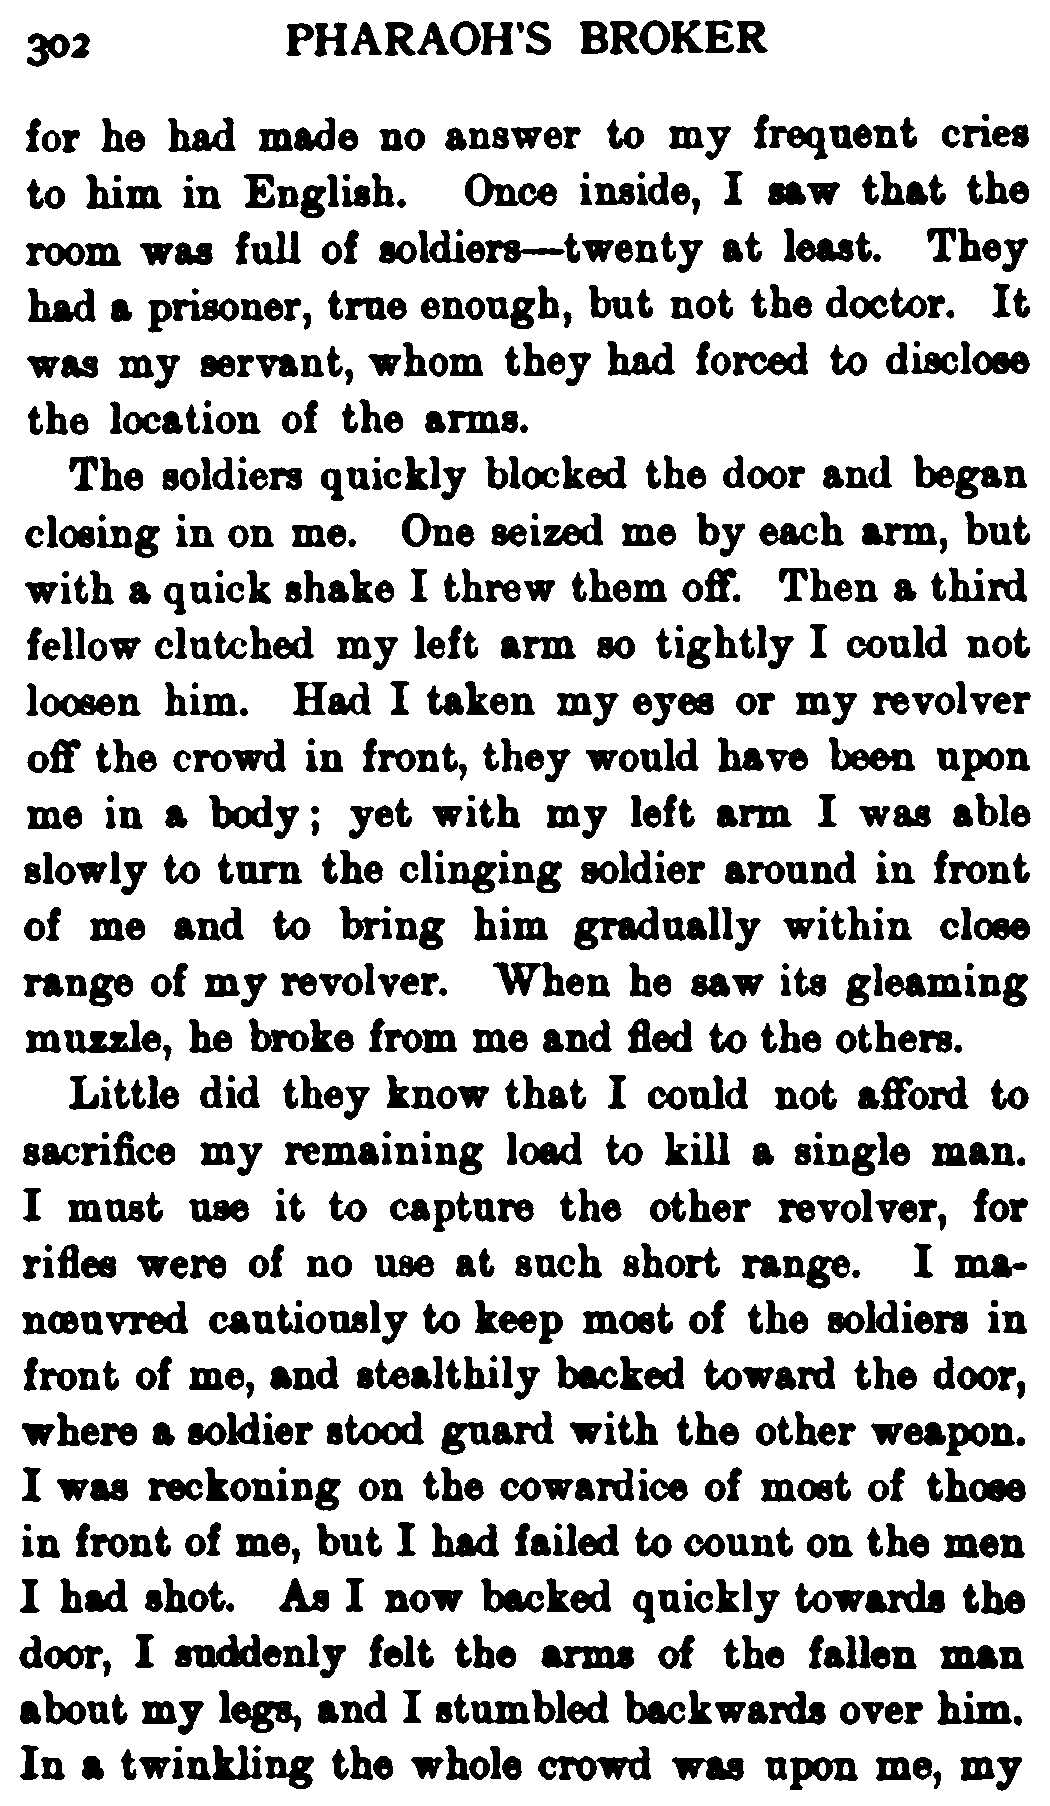 302 PHARAOH'S BROKER
for he had made no answer to my frequent cries
to him in English. Once inside, I saw that the
room was full of soldiers—twenty at least. They
had a prisoner, true enough, but not the doctor. It
was my servant, whom they had forced to disclose
the location of the arms.
The soldiers quickly blocked the door and began
closing in on me. One seized me by each arm, but
with a quick shake I threw them off. Then a third
fellow clutched my left arm so tightly I could not
loosen him. Had I taken my eyes or my revolver
off the crowd in front, they would have been upon
me in a body; yet with my left arm I was able
slowly to turn the clinging soldier around in front
of me and to bring him gradually within close
range of my revolver. When he saw its gleaming
muzzle, he broke from me and fled to the others.
Little did they know that I could not afford to
sacrifice my remaining load to kill a single man.
I must use it to capture the other revolver, for
rifles were of no use at such short range. I ma-
nœuvred cautiously to keep most of the soldiers in
front of me, and stealthily backed toward the door,
where a soldier stood guard with the other weapon.
I was reckoning on the cowardice of most of those
in front of me, but I had failed to count on the men
I had shot. As I now backed quickly towards the
door, I suddenly felt the arms of the fallen man
about my legs, and I stumbled backwards over him.
In a twinkling the whole crowd was upon me, my